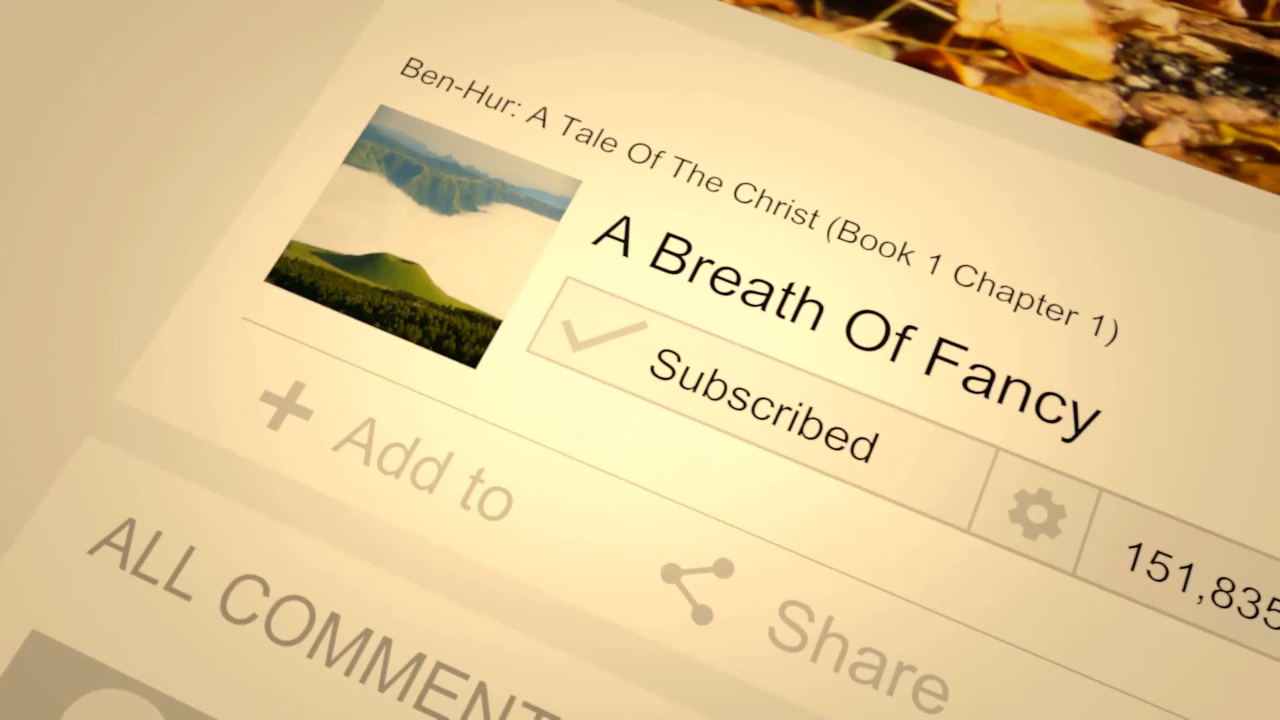 Ben-Hur: A Tale Of The Christ (Book 1 Chapter 1)
A Breath Of Fancy
Subscribed
151,835
Add to
Share
ALL COMMENT